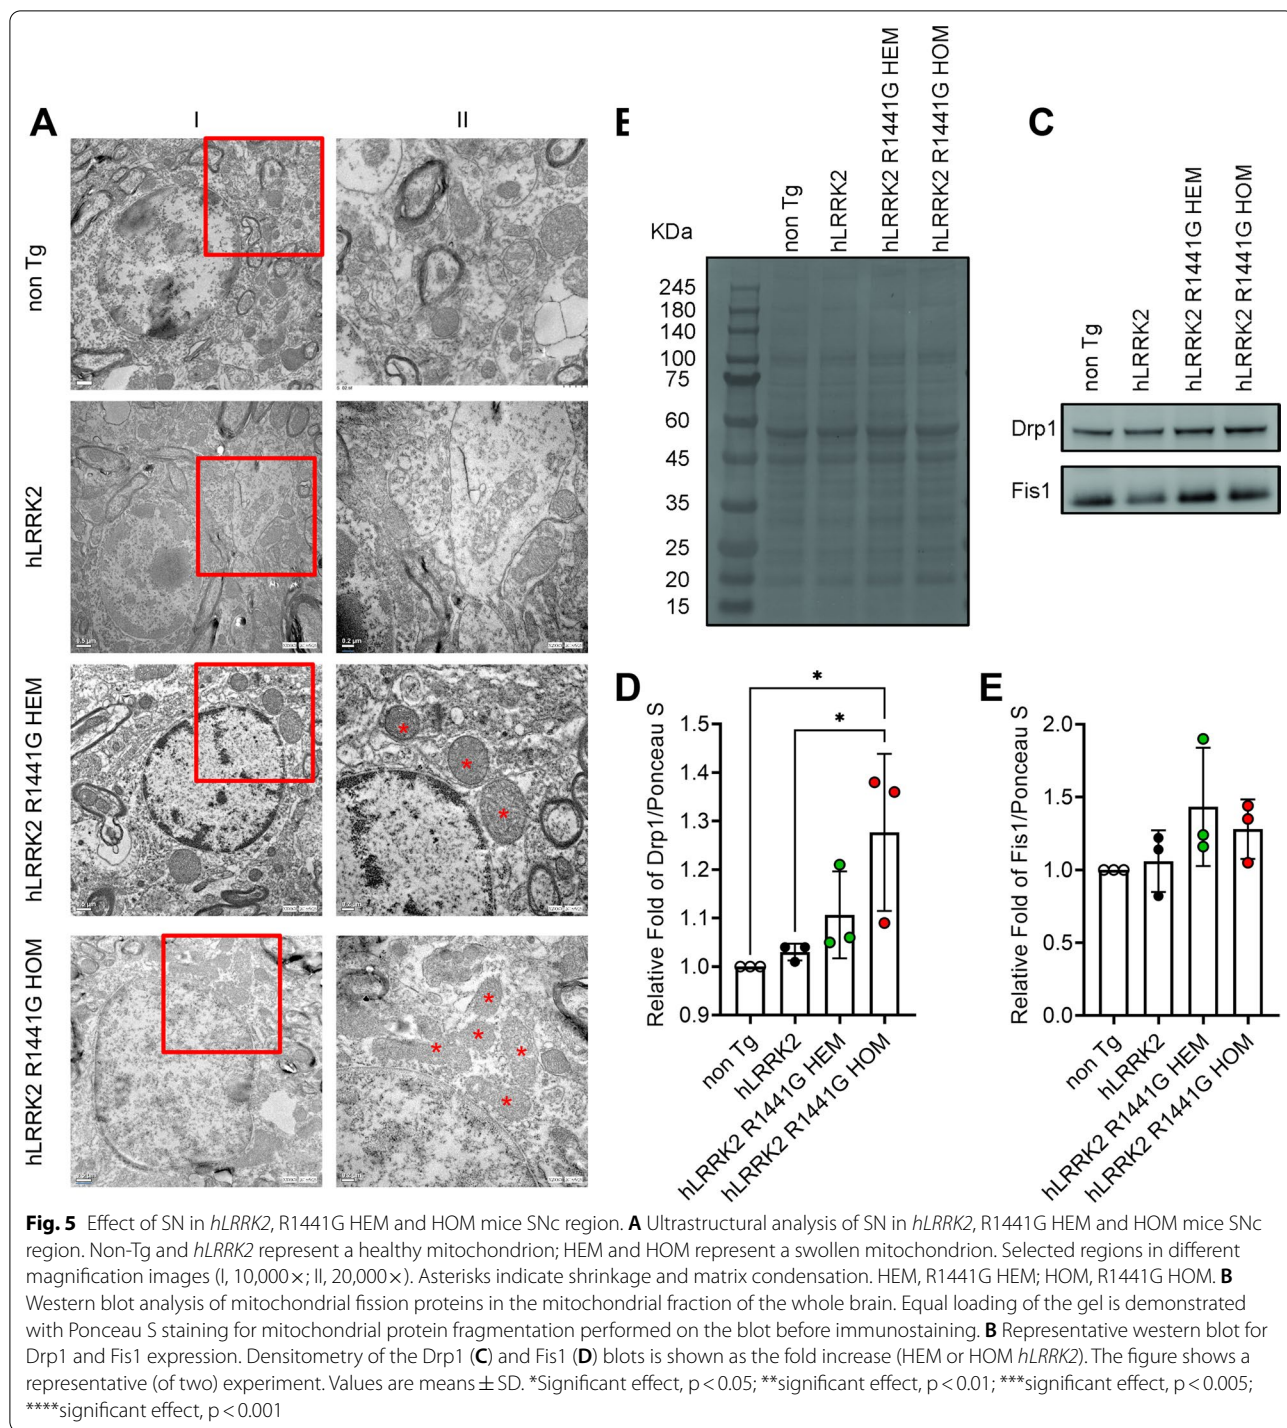 A
I
II
non Tg
hLRRK2
hLRRK2 R1441G HEM
hLRRK2 R1441G HOM
0.5 µm
0.2 µm
KDa
non Tg
hLRRK2
hLRRK2 R1441G HEM
hLRRK2 R1441G HOM
245
180
140
100
75
60
45
35
25
20
15
C
non Tg
hLRRK2
hLRRK2 R1441G HEM
hLRRK2 R1441G HOM
Drp1
Fis1
D
Relative Fold of Drp1/Ponceau S
1.5
1.4
1.3
1.2
1.1
1.0
0.9
*
*
non Tg
hLRRK2
hLRRK2 R1441G HEM
hLRRK2 R1441G HOM
E
Relative Fold of Fis1/Ponceau S
2.0
1.5
1.0
0.5
0.0
non Tg
hLRRK2
hLRRK2 R1441G HEM
hLRRK2 R1441G HOM
Fig. 5 Effect of SN in hLRRK2, R1441G HEM and HOM mice SNc region. A Ultrastructural analysis of SN in hLRRK2, R1441G HEM and HOM mice SNc
region. Non-Tg and hLRRK2 represent a healthy mitochondrion; HEM and HOM represent a swollen mitochondrion. Selected regions in different
magnification images (I, 10,000×; II, 20,000×). Asterisks indicate shrinkage and matrix condensation. HEM, R1441G HEM; HOM, R1441G HOM. B
Western blot analysis of mitochondrial fission proteins in the mitochondrial fraction of the whole brain. Equal loading of the gel is demonstrated
with Ponceau S staining for mitochondrial protein fragmentation performed on the blot before immunostaining. B Representative western blot for
Drp1 and Fis1 expression. Densitometry of the Drp1 (C) and Fis1 (D) blots is shown as the fold increase (HEM or HOM hLRRK2). The figure shows a
representative (of two) experiment. Values are means ± SD. *Significant effect, p < 0.05; **significant effect, p < 0.01; ***significant effect, p < 0.005;
****significant effect, p < 0.001